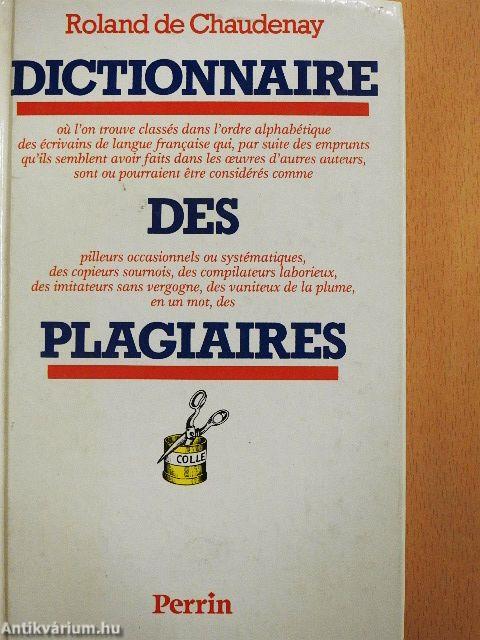 Roland de Chaudenay
DICTIONNAIRE
où l'on trouve classés dans l'ordre alphabétique
des écrivains de langue française qui, par suite des emprunts
qu'ils semblent avoir faits dans les œuvres d'autres auteurs,
sont ou pourraient être considérés comme
DES
pilleurs occasionnels ou systématiques,
des copieurs sournois, des compilateurs laborieux,
des imitateurs sans vergogne, des vaniteux de la plume,
en un mot, des
PLAGIAIRES
COLLE
Perrin
Antikvárium.hu